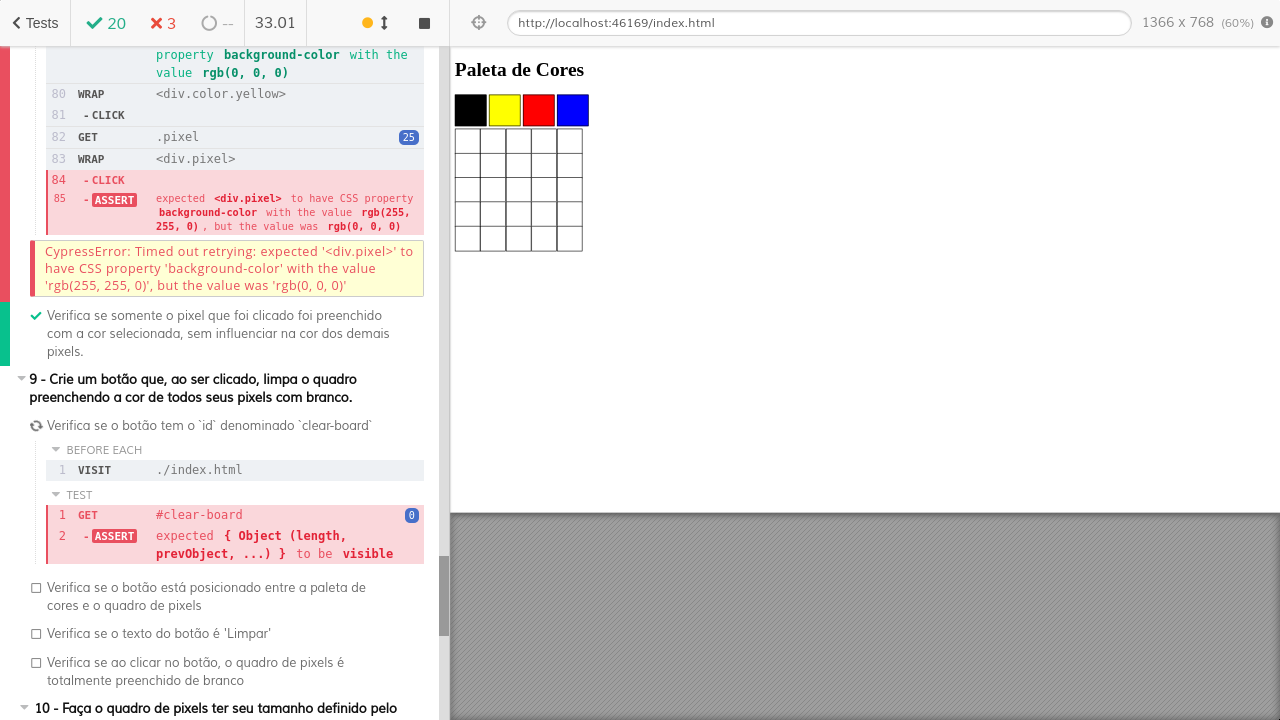 Tests
20
3
--
33.01
http://localhost:46169/index.html
1366 x 768 (60%)
property background-color with the
value rgb(0, 0, 0)
80 WRAP <div.color.yellow>
81 - CLICK
82 GET .pixel 25
83 WRAP <div.pixel>
84 - CLICK
85 - ASSERT expected <div.pixel> to have CSS property
background-color with the value rgb(255,
255, 0) , but the value was rgb(0, 0, 0)
CypressError: Timed out retrying: expected '<div.pixel>' to
have CSS property 'background-color' with the value
'rgb(255, 255, 0)', but the value was 'rgb(0, 0, 0)'
Verifica se somente o pixel que foi clicado foi preenchido
com a cor selecionada, sem influenciar na cor dos demais
pixels.
9 - Crie um botão que, ao ser clicado, limpa o quadro
preenchendo a cor de todos seus pixels com branco.
Verifica se o botão tem o `id` denominado `clear-board`
BEFORE EACH
1 VISIT ./index.html
TEST
1 GET #clear-board 0
2 - ASSERT expected { Object (length,
prevObject, ...) } to be visible
Verifica se o botão está posicionado entre a paleta de
cores e o quadro de pixels
Verifica se o texto do botão é 'Limpar'
Verifica se ao clicar no botão, o quadro de pixels é
totalmente preenchido de branco
10 - Faça o quadro de pixels ter seu tamanho definido pelo
Paleta de Cores